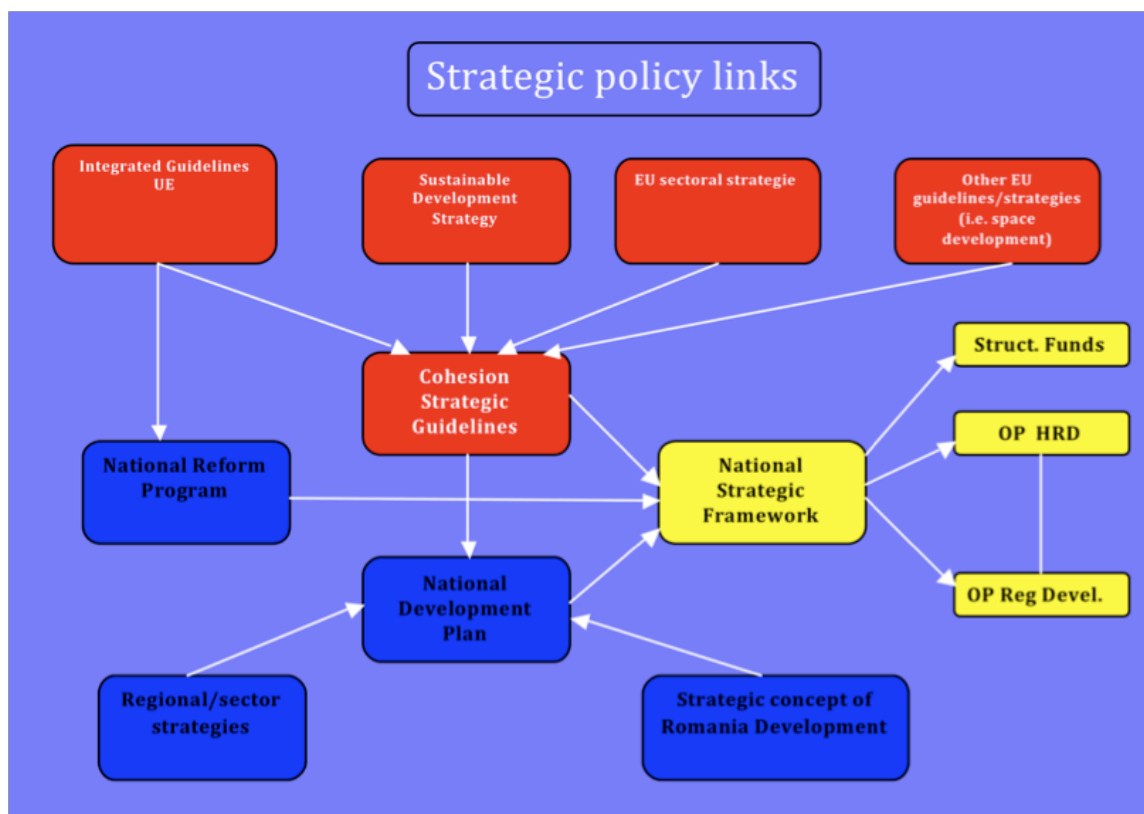 Strategic policy links
Integrated Guidelines
UE
Sustainable
Development
Strategy
EU sectoral strategie
Other EU
guidelines/strategies
(i.e. space
development)
Struct. Funds
Cohesion
Strategic
Guidelines
OP HRD
National Reform
Program
National
Strategic
Framework
National
Development
Plan
OP Reg Devel.
Regional/sector
strategies
Strategic concept of
Romania Development